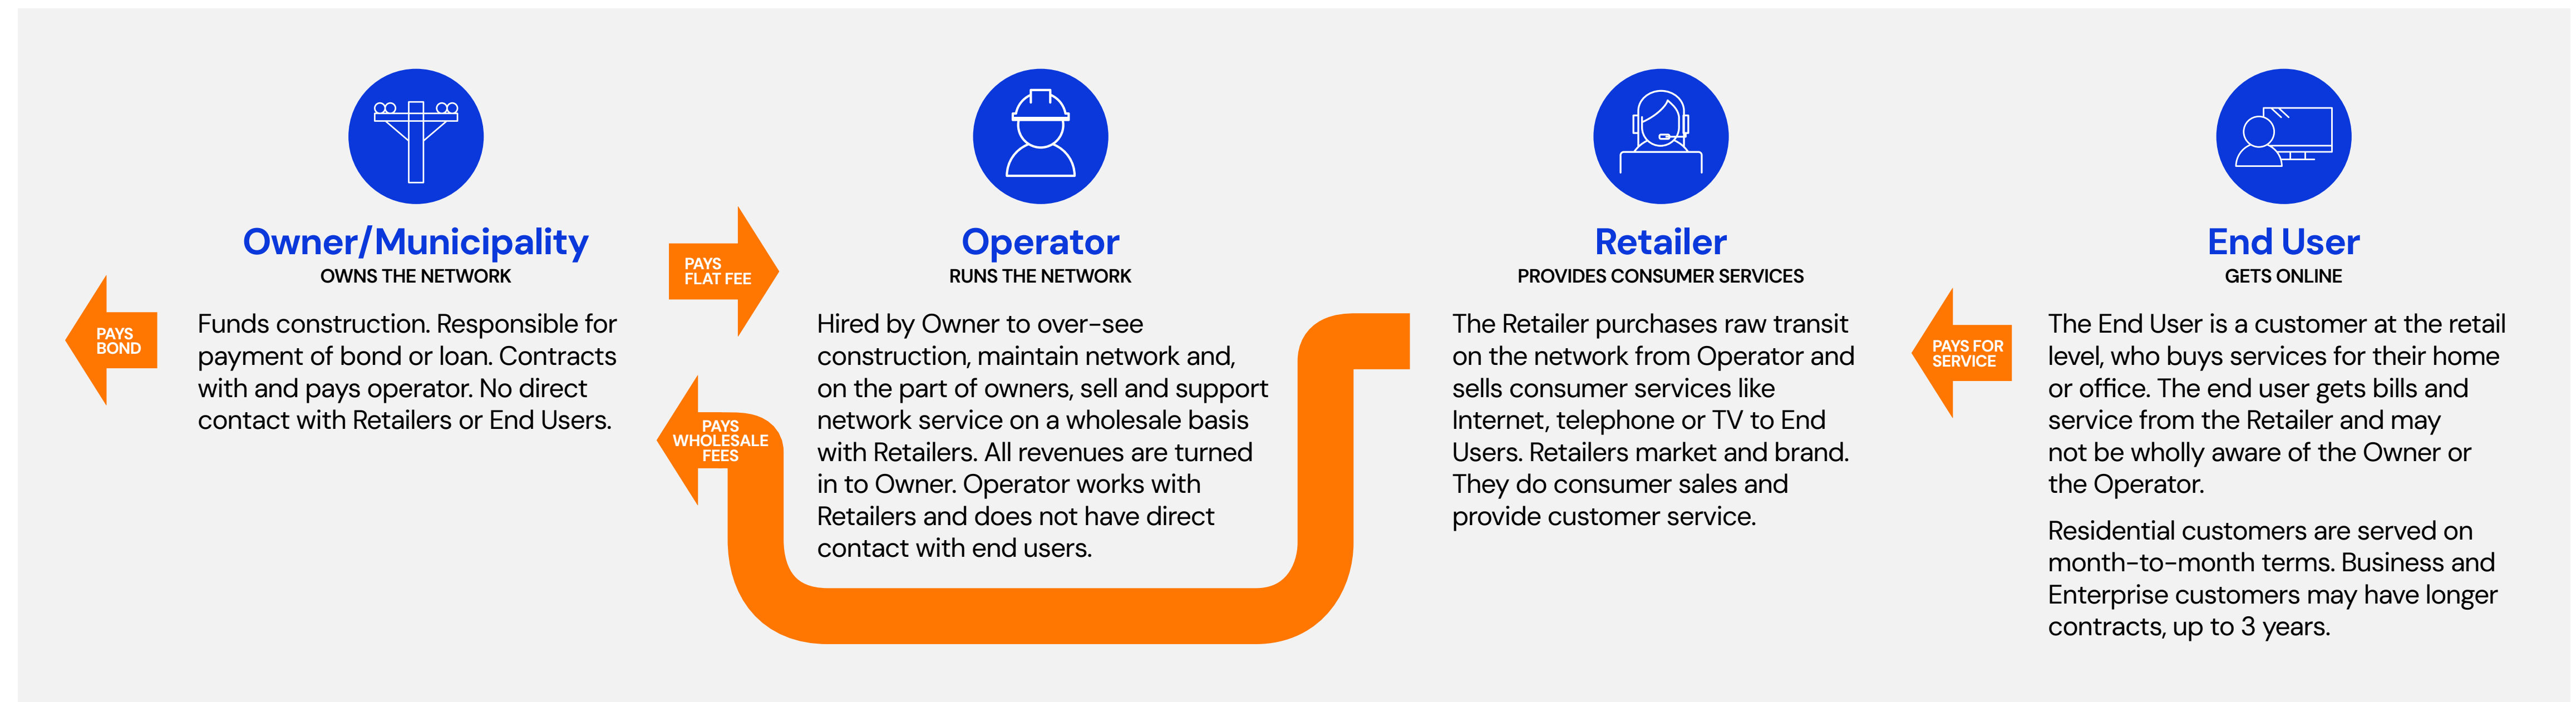 Owner/Municipality
OWNS THE NETWORK
Funds construction. Responsible for
payment of bond or loan. Contracts
with and pays operator. No direct
contact with Retailers or End Users.
PAYS
BOND
PAYS
FLAT FEE
PAYS
WHOLESALE
FEES
Operator
RUNS THE NETWORK
Hired by Owner to over-see
construction, maintain network and,
on the part of owners, sell and support
network service on a wholesale basis
with Retailers. All revenues are turned
in to Owner. Operator works with
Retailers and does not have direct
contact with end users.
Retailer
PROVIDES CONSUMER SERVICES
The Retailer purchases raw transit
on the network from Operator and
sells consumer services like
Internet, telephone or TV to End
Users. Retailers market and brand.
They do consumer sales and
provide customer service.
PAYS FOR
SERVICE
End User
GETS ONLINE
The End User is a customer at the retail
level, who buys services for their home
or office. The end user gets bills and
service from the Retailer and may
not be wholly aware of the Owner or
the Operator.
Residential customers are served on
month-to-month terms. Business and
Enterprise customers may have longer
contracts, up to 3 years.